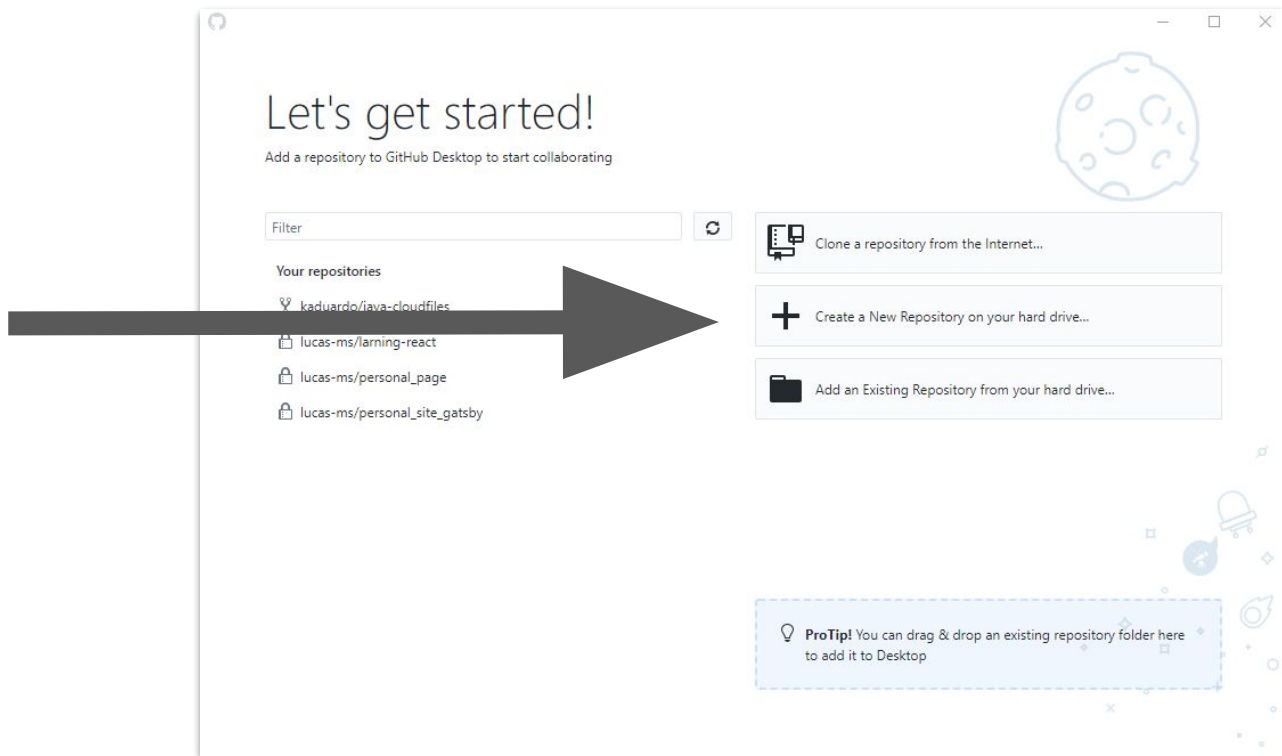 Let's get started!
Add a repository to GitHub Desktop to start collaborating
Filter
Your repositories
kaduardo/java-cloudfiles
lucas-ms/larning-react
lucas-ms/personal_page
lucas-ms/personal_site_gatsby
Clone a repository from the Internet...
Create a New Repository on your hard drive...
Add an Existing Repository from your hard drive...
ProTip! You can drag & drop an existing repository folder here
to add it to Desktop